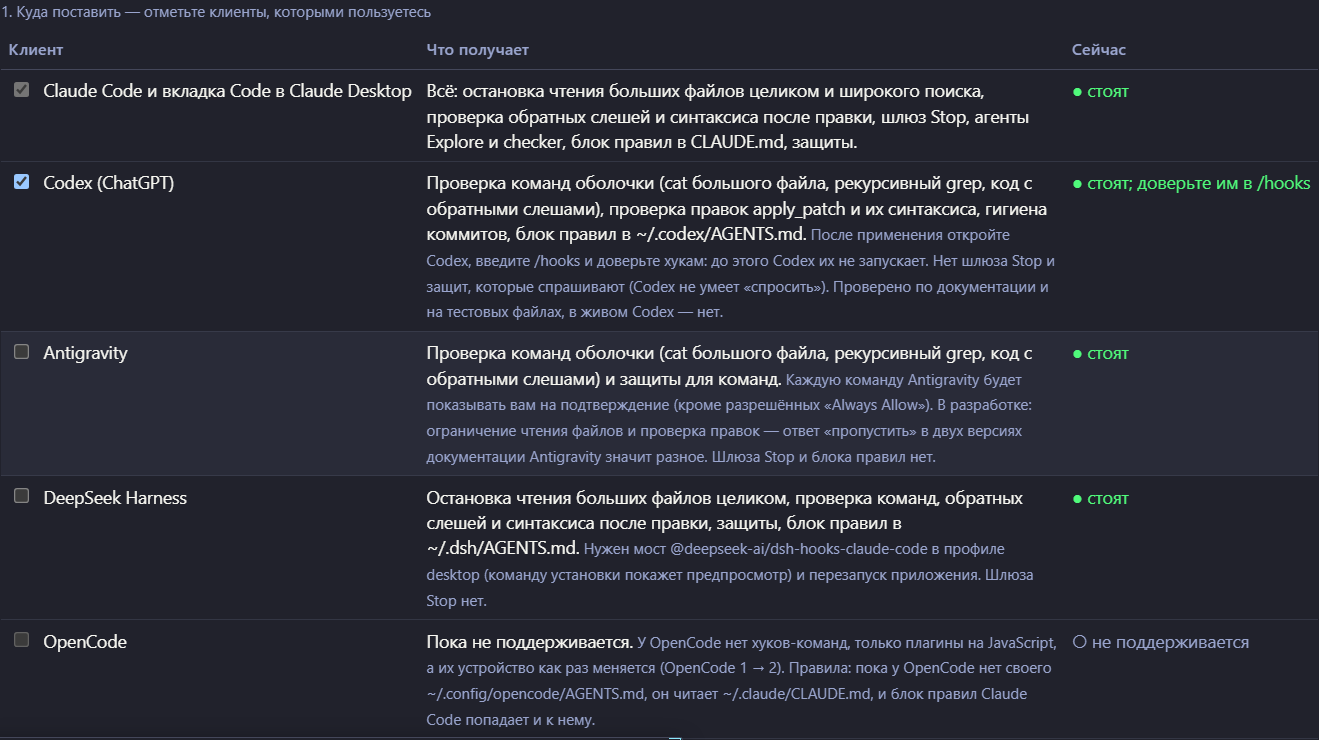 1. Куда поставить — отметьте клиенты, которыми пользуетесь
Клиент
Что получает
Сейчас
Claude Code и вкладка Code в Claude Desktop
Всё: остановка чтения больших файлов целиком и широкого поиска,
проверка обратных слешей и синтаксиса после правки, шлюз Stop, агенты
Explore и checker, блок правил в CLAUDE.md, защиты.
● стоят
Codex (ChatGPT)
Проверка команд оболочки (cat большого файла, рекурсивный grep, код с
обратными слешами), проверка правок apply_patch и их синтаксиса, гигиена
коммитов, блок правил в ~/.codex/AGENTS.md. После применения откройте
Codex, введите /hooks и доверьте хукам: до этого Codex их не запускает. Нет шлюза Stop и
защит, которые спрашивают (Codex не умеет «спросить»). Проверено по документации и
на тестовых файлах, в живом Codex — нет.
● стоят; доверьте им в /hooks
Antigravity
Проверка команд оболочки (cat большого файла, рекурсивный grep, код с
обратными слешами) и защиты для команд. Каждую команду Antigravity будет
показывать вам на подтверждение (кроме разрешённых «Always Allow»). В разработке:
ограничение чтения файлов и проверка правок — ответ «пропустить» в двух версиях
документации Antigravity значит разное. Шлюза Stop и блока правил нет.
● стоят
DeepSeek Harness
Остановка чтения больших файлов целиком, проверка команд, обратных
слешей и синтаксиса после правки, защиты, блок правил в
~/.dsh/AGENTS.md. Нужен мост @deepseek-ai/dsh-hooks-claude-code в профиле
desktop (команду установки покажет предпросмотр) и перезапуск приложения. Шлюза
Stop нет.
● стоят
OpenCode
Пока не поддерживается. У OpenCode нет хуков-команд, только плагины на JavaScript,
а их устройство как раз меняется (OpenCode 1 → 2). Правила: пока у OpenCode нет своего
~/.config/opencode/AGENTS.md, он читает ~/.claude/CLAUDE.md, и блок правил Claude
Code попадает и к нему.
○ не поддерживается